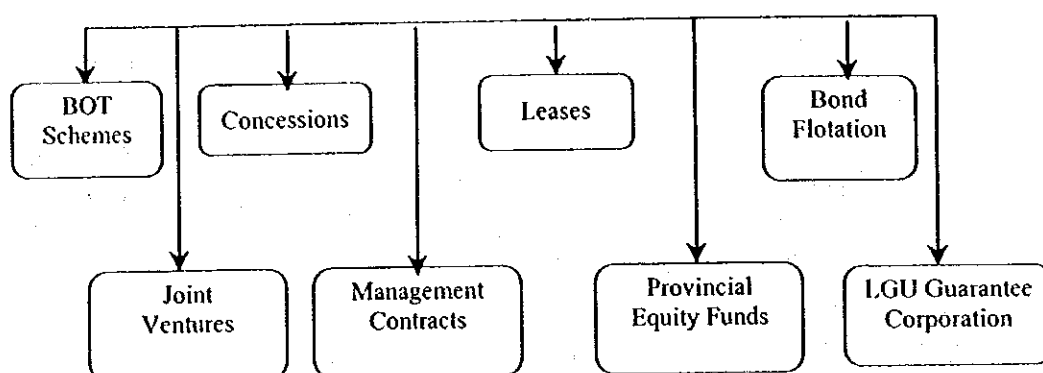 BOT
Schemes
Concessions
Leases
Bond
Flotation
Joint
Ventures
Management
Contracts
Provincial
Equity Funds
LGU Guarantee
Corporation